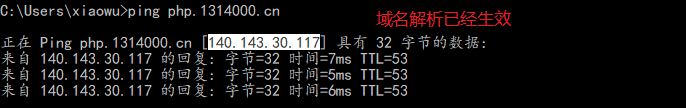 C:\Users\xiaowu>ping php.1314000.cn
域名解析已经生效
正在 Ping php.1314000.cn [140.143.30.117] 具有 32 字节的数据:
来自 140.143.30.117 的回复: 字节=32 时间=7ms TTL=53
来自 140.143.30.117 的回复: 字节=32 时间=5ms TTL=53
来自 140.143.30.117 的回复: 字节=32 时间=6ms TTL=53